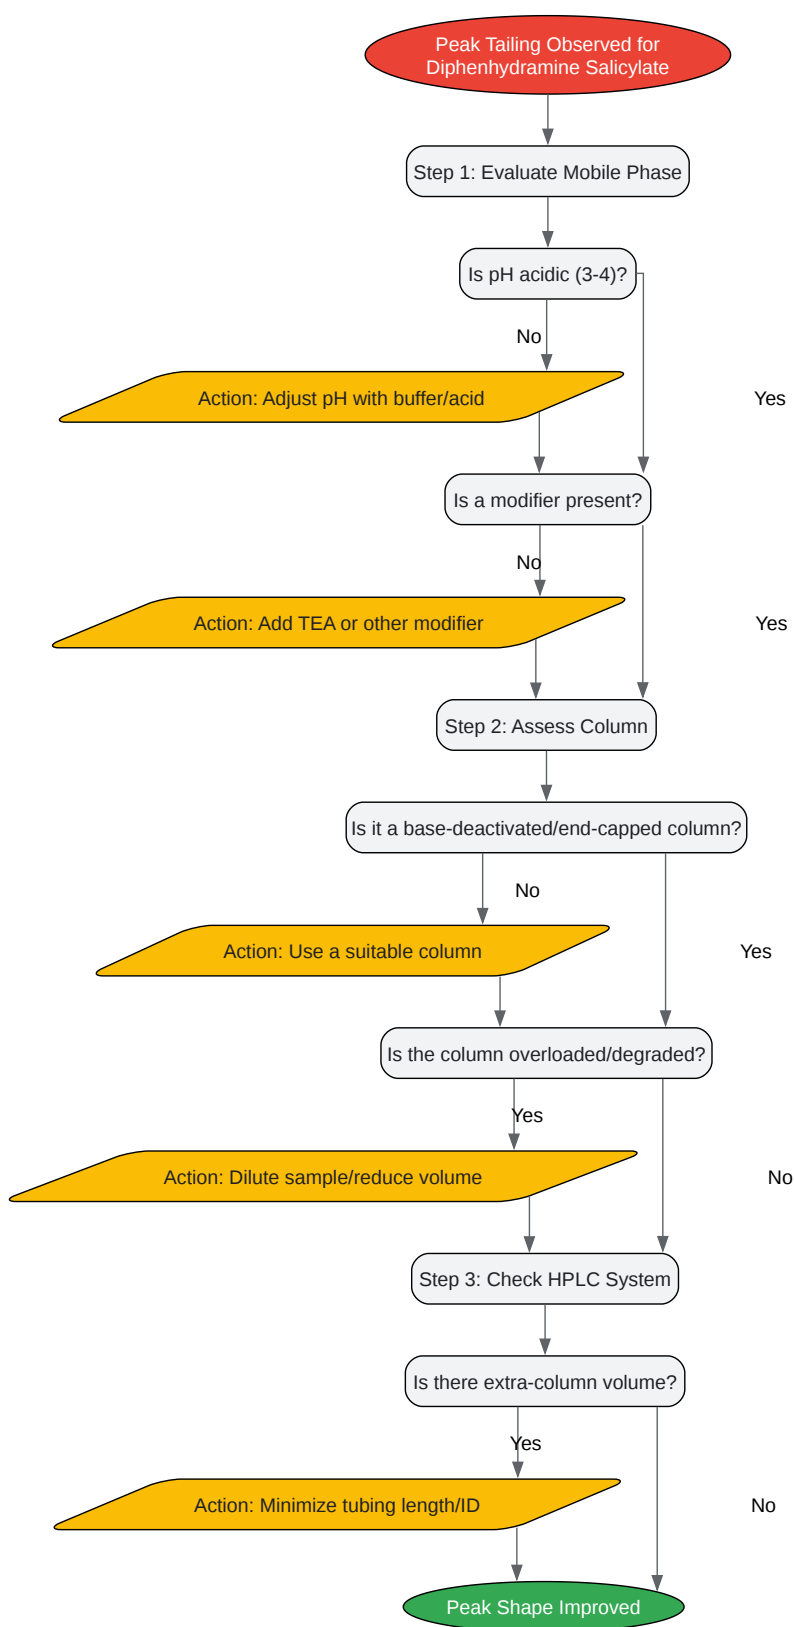 Peak Tailing Observed for
Diphenhydramine Salicylate
Step 1: Evaluate Mobile Phase
Is pH acidic (3-4)?
No
Action: Adjust pH with buffer/acid
Yes
Is a modifier present?
No
Action: Add TEA or other modifier
Yes
Step 2: Assess Column
Is it a base-deactivated/end-capped column?
No
Action: Use a suitable column
Yes
Is the column overloaded/degraded?
Yes
Action: Dilute sample/reduce volume
No
Step 3: Check HPLC System
Is there extra-column volume?
Yes
Action: Minimize tubing length/ID
No
Peak Shape Improved